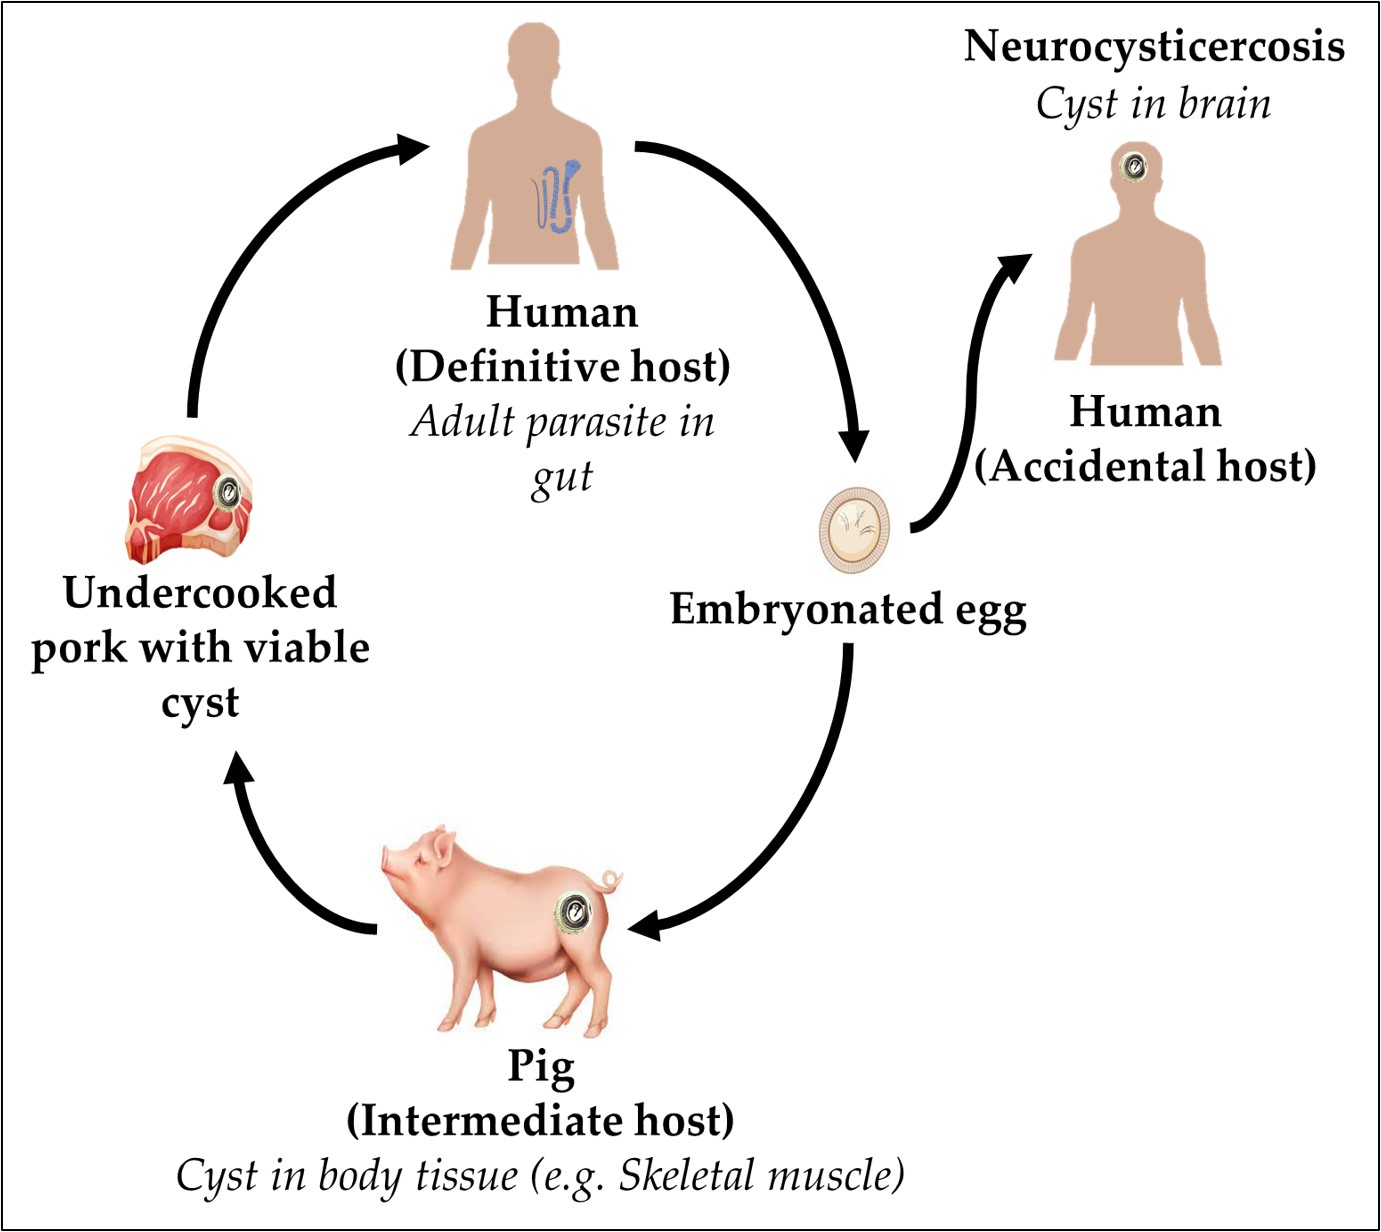 Neurocysticercosis
Cyst in brain
Human
(Definitive host)
Adult parasite in
gut
Human
(Accidental host)
Undercooked
pork with viable
cyst
Embryonated egg
Pig
(Intermediate host)
Cyst in body tissue (e.g. Skeletal muscle)